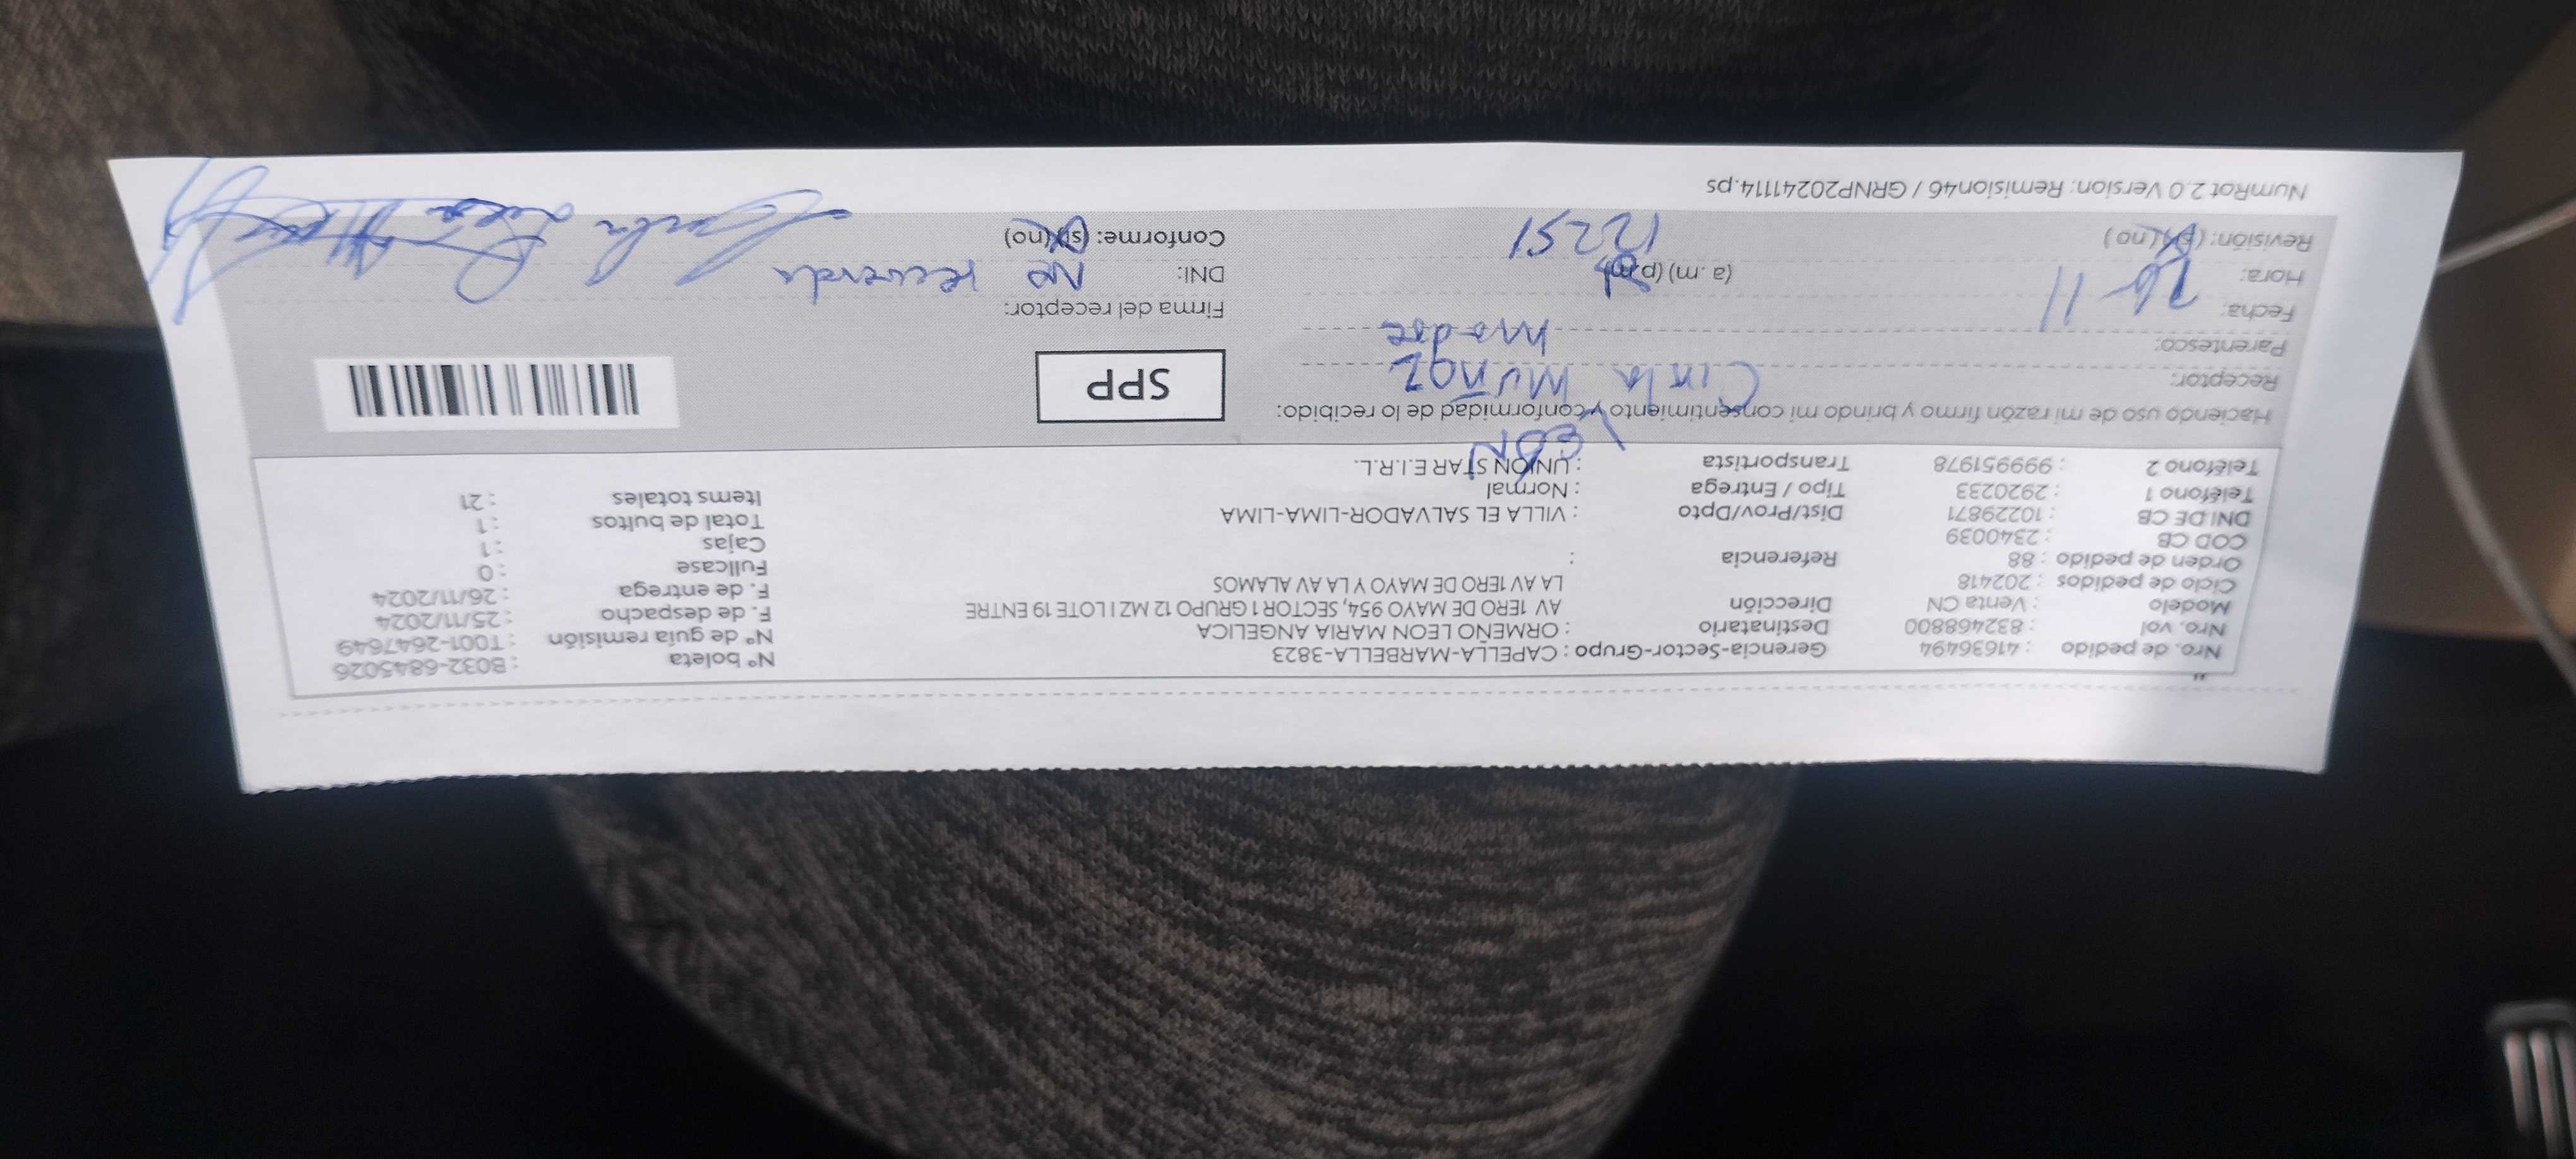 Nro. de pedido : 41636494
Nro. vol : 832468800
Modelo : Venta CN
Ciclo de pedidos : 202418
Orden de pedido : 88
COD CB : 2340039
DNI DE CB : 10229871
Teléfono 1 : 2920233
Teléfono 2 : 999951978
Gerencia-Sector-Grupo : CAPELLA-MARBELLA-3823
Destinatario : ORMEÑO LEON MARIA ANGELICA
Dirección AV 1ERO DE MAYO 954, SECTOR 1 GRUPO 12 MZ I LOTE 19 ENTRE
LA AV 1ERO DE MAYO Y LA AV ALAMOS
Referencia :
Dist/Prov/Dpto : VILLA EL SALVADOR-LIMA-LIMA
Tipo / Entrega : Normal
Transportista : UNION STAR E.I.R.L.
N° boleta : B032-6845026
N° de guía remisión : T001-2647649
F. de despacho : 25/11/2024
F. de entrega : 26/11/2024
Fullcase : 0
Cajas : 1
Total de bultos : 1
Items totales : 21
Haciendo uso de mi razón firmo y brindo mi consentimiento y conformidad de lo recibido:
León
Receptor: Muñoz
Parentesco: madre
Fecha: 26-11
Hora: (a.m) (p.m)
1251
Revisión: (si) (no)
SPP
Firma del receptor:
DNI: No recuerda
Conforme: (si) (no)
NumRot 2.0 Version: Remision46 / GRNP20241114.ps